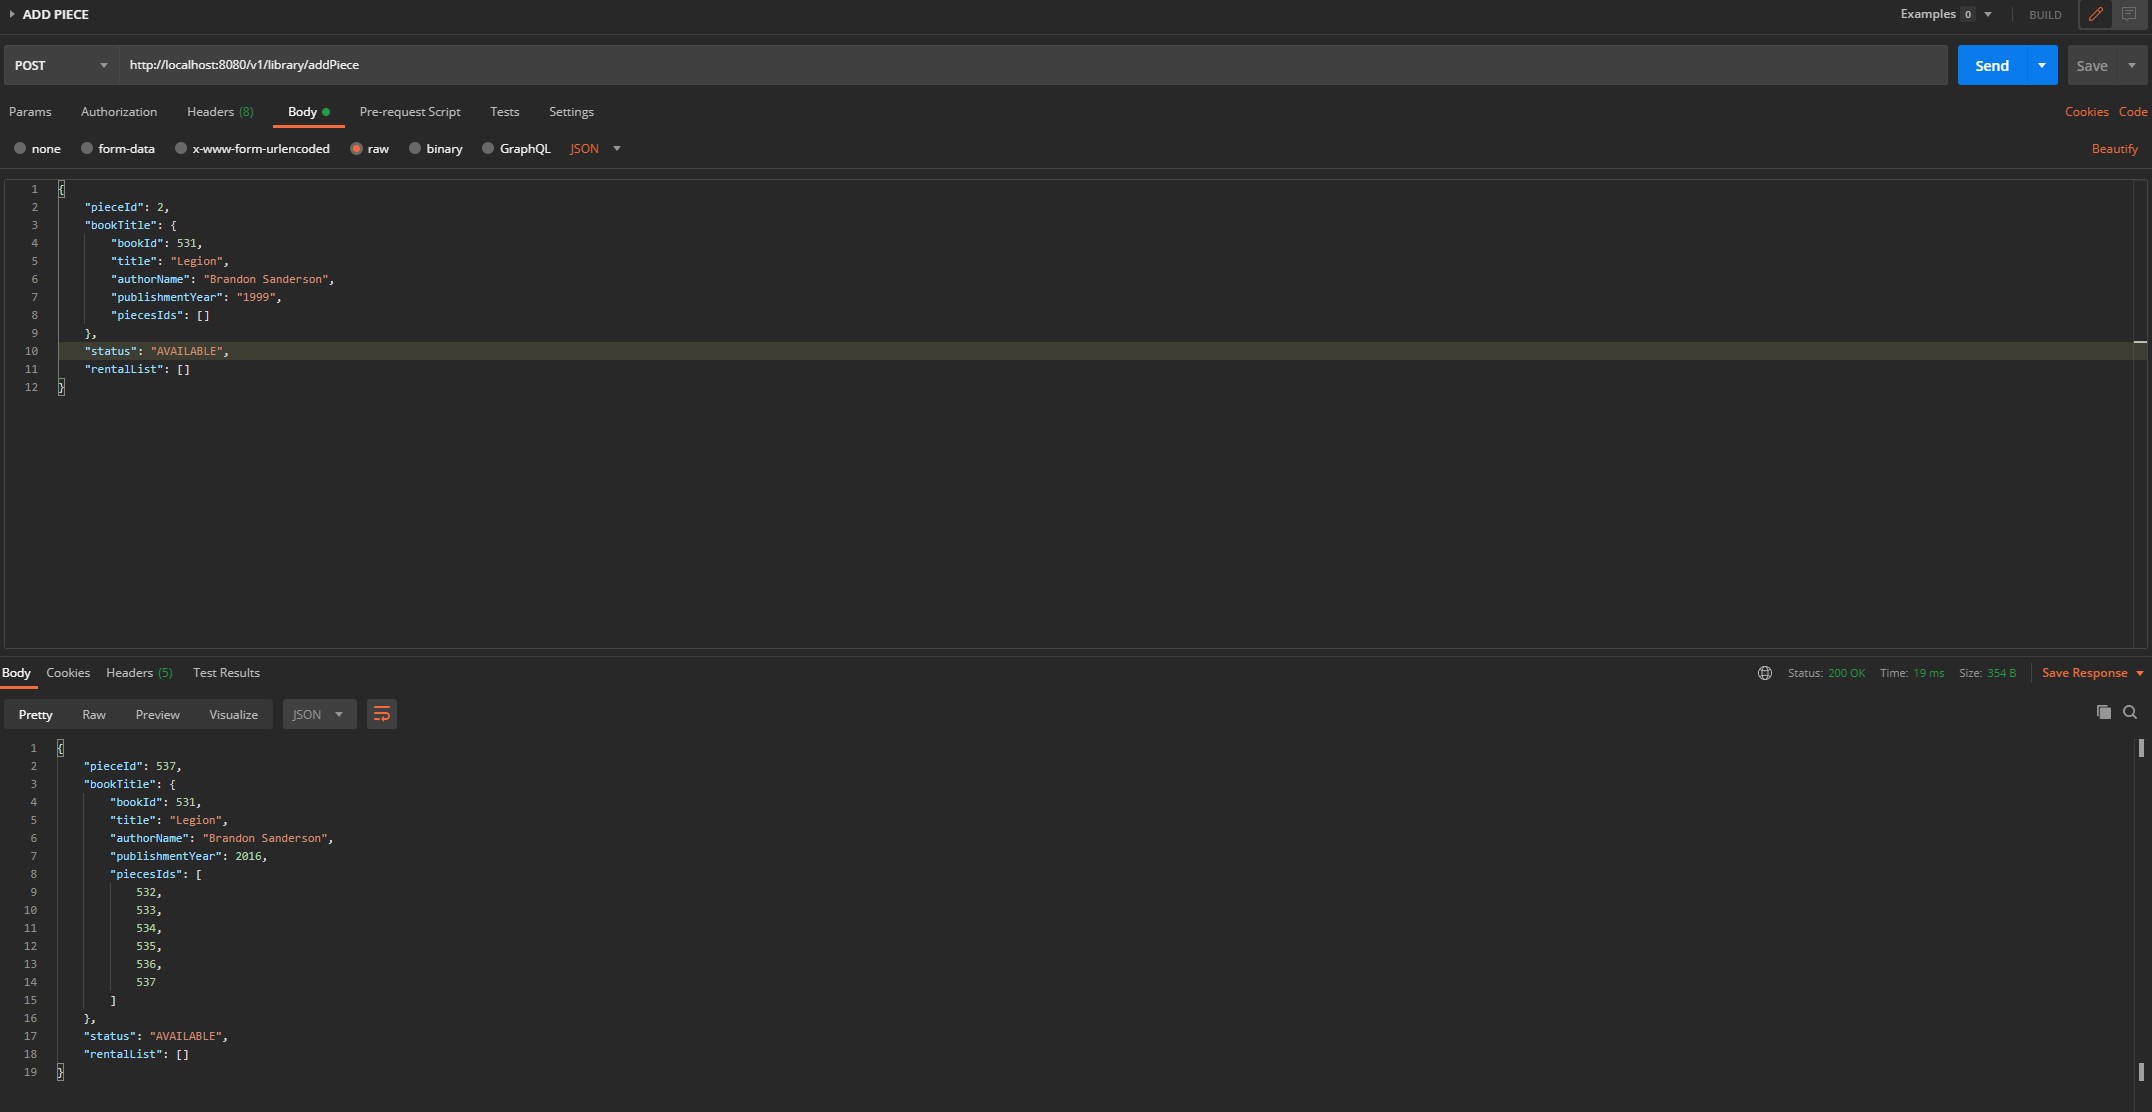 ADD PIECE
Examples 0 BUILD
POST http://localhost:8080/v1/library/addPiece Send Save
Params Authorization Headers (8) Body Pre-request Script Tests Settings Cookies Code
none form-data x-www-form-urlencoded raw binary GraphQL JSON Beautify
1 {
2 "pieceId": 2,
3 "bookTitle": {
4 "bookId": 531,
5 "title": "Legion",
6 "authorName": "Brandon Sanderson",
7 "publishmentYear": "1999",
8 "piecesIds": []
9 },
10 "status": "AVAILABLE",
11 "rentalList": []
12 }
Body Cookies Headers (5) Test Results Status: 200 OK Time: 19 ms Size: 354 B Save Response
Pretty Raw Preview Visualize JSON
1 {
2 "pieceId": 537,
3 "bookTitle": {
4 "bookId": 531,
5 "title": "Legion",
6 "authorName": "Brandon Sanderson",
7 "publishmentYear": 2016,
8 "piecesIds": [
9 532,
10 533,
11 534,
12 535,
13 536,
14 537
15 ]
16 },
17 "status": "AVAILABLE",
18 "rentalList": []
19 }